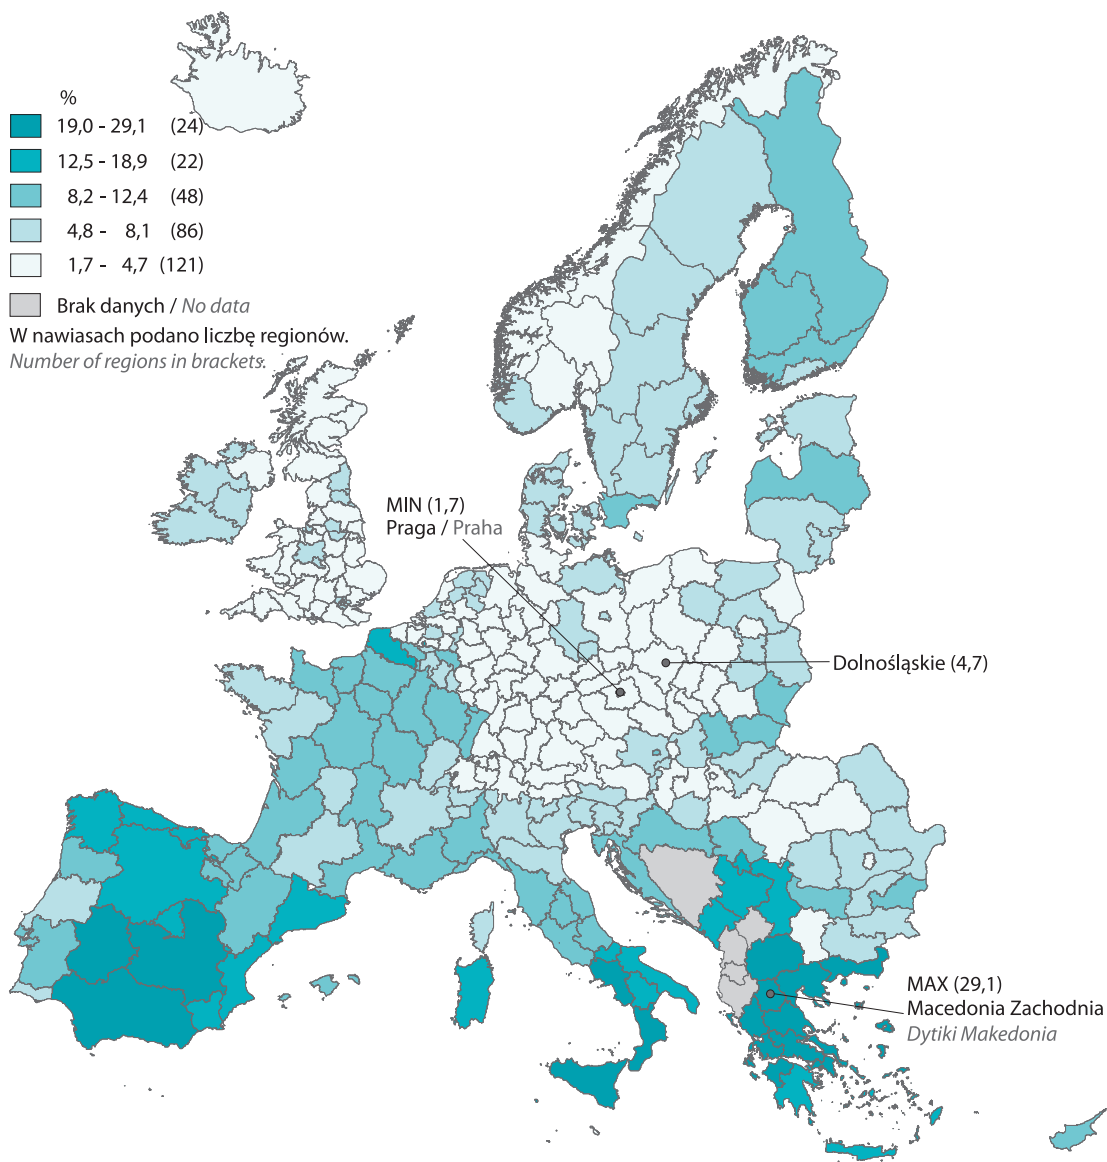 %
19,0 - 29,1 (24)
12,5 - 18,9 (22)
8,2 - 12,4 (48)
4,8 - 8,1 (86)
1,7 - 4,7 (121)
Brak danych / No data
W nawiasach podano liczbę regionów.
Number of regions in brackets.
MIN (1,7)
Praga / Praha
Dolnośląskie (4,7)
MAX (29,1)
Macedonia Zachodnia
Dytiki Makedonia